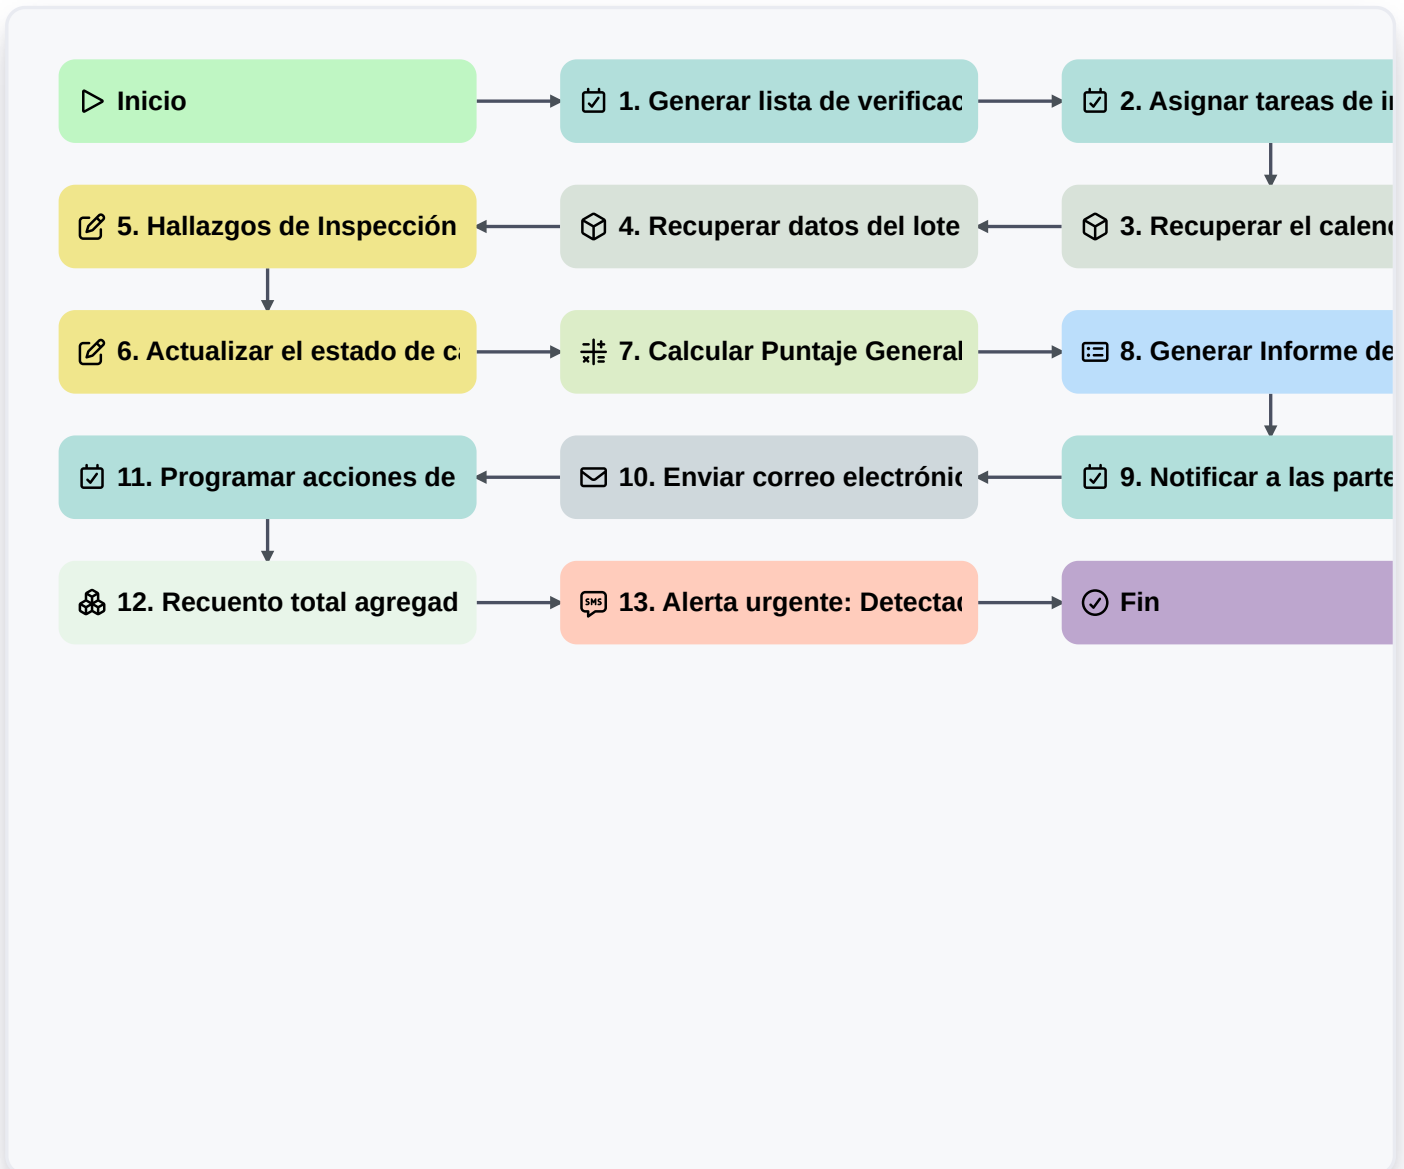 Inicio
1. Generar lista de verificac
2. Asignar tareas de i
5. Hallazgos de Inspección
4. Recuperar datos del lote
3. Recuperar el calen
6. Actualizar el estado de c
7. Calcular Puntaje General
8. Generar Informe de
11. Programar acciones de
10. Enviar correo electrónic
9. Notificar a las parte
12. Recuento total agregad
13. Alerta urgente: Detecta
Fin